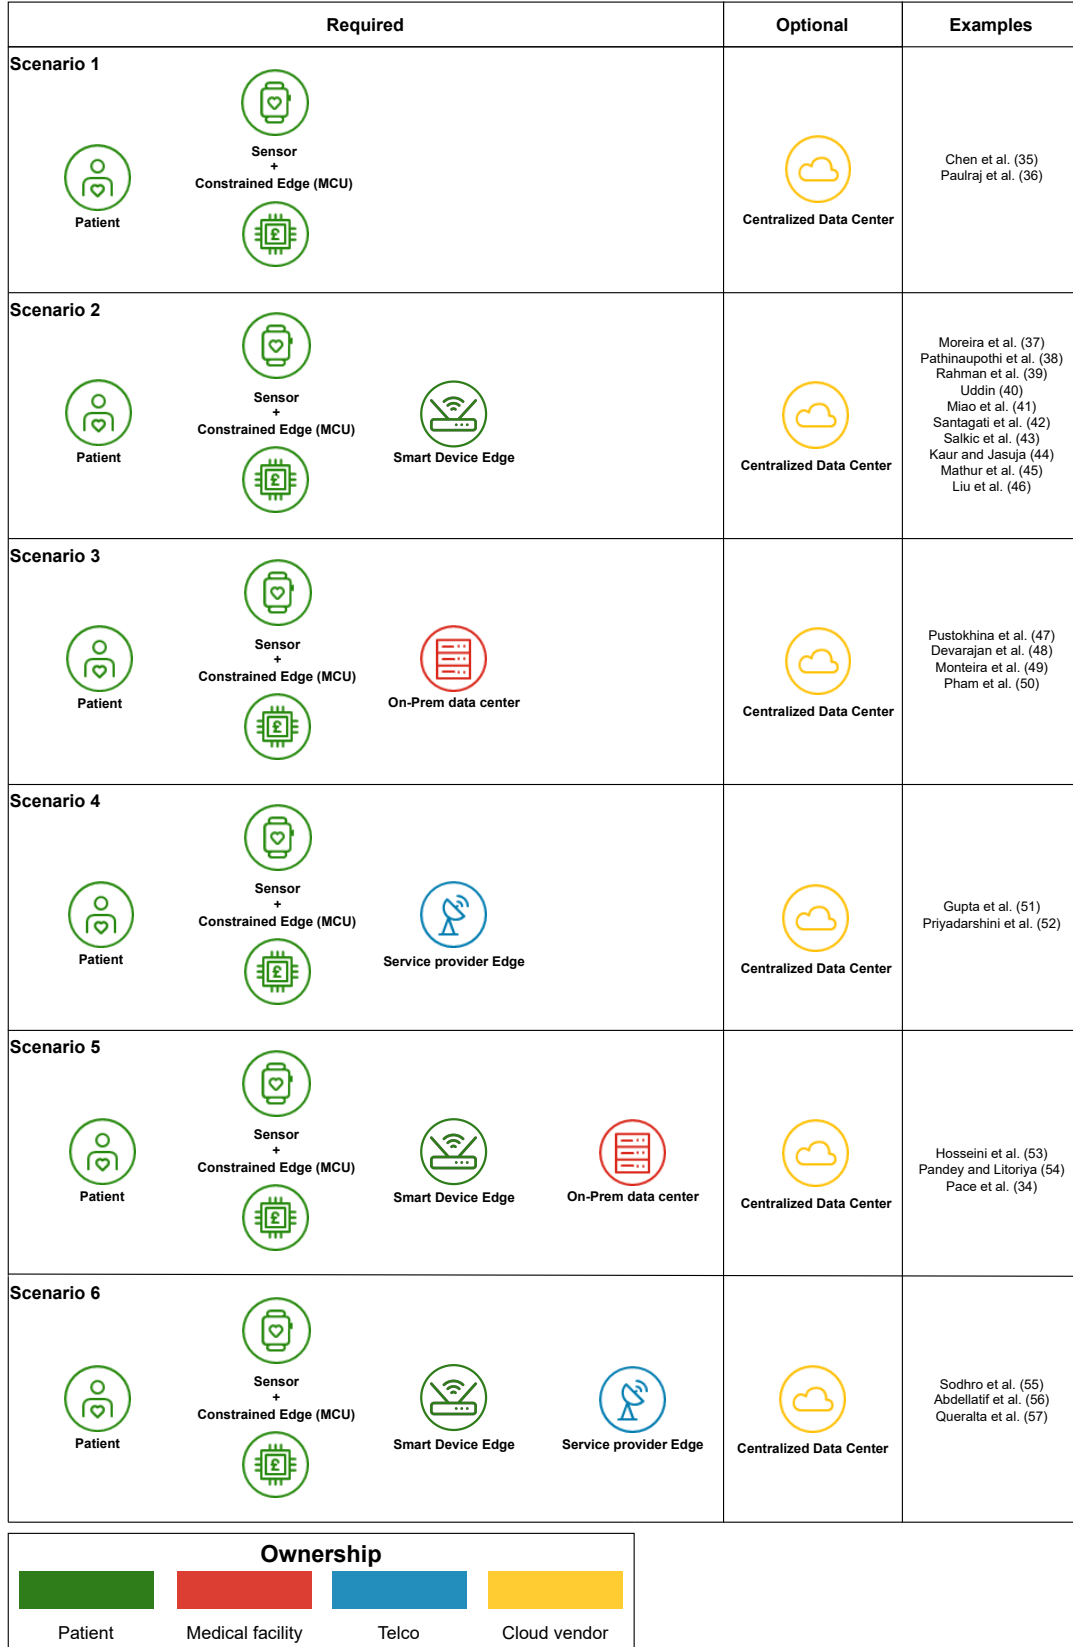 Required
Optional
Examples
Scenario 1
Sensor
+
Constrained Edge (MCU)
Patient
£
Centralized Data Center
Chen et al. (35)
Paulraj et al. (36)
Scenario 2
Sensor
+
Constrained Edge (MCU)
Patient
£
Smart Device Edge
Centralized Data Center
Moreira et al. (37)
Pathinaupothi et al. (38)
Rahman et al. (39)
Uddin (40)
Miao et al. (41)
Santagati et al. (42)
Salkic et al. (43)
Kaur and Jasuja (44)
Mathur et al. (45)
Liu et al. (46)
Scenario 3
Sensor
+
Constrained Edge (MCU)
Patient
£
On-Prem data center
Centralized Data Center
Pustokhina et al. (47)
Devarajan et al. (48)
Monteira et al. (49)
Pham et al. (50)
Scenario 4
Sensor
+
Constrained Edge (MCU)
Patient
£
Service provider Edge
Centralized Data Center
Gupta et al. (51)
Priyadarshini et al. (52)
Scenario 5
Sensor
+
Constrained Edge (MCU)
Patient
£
Smart Device Edge
On-Prem data center
Centralized Data Center
Hosseini et al. (53)
Pandey and Litoriya (54)
Pace et al. (34)
Scenario 6
Sensor
+
Constrained Edge (MCU)
Patient
£
Smart Device Edge
Service provider Edge
Centralized Data Center
Sodhro et al. (55)
Abdellatif et al. (56)
Queralta et al. (57)
Ownership
Patient
Medical facility
Telco
Cloud vendor